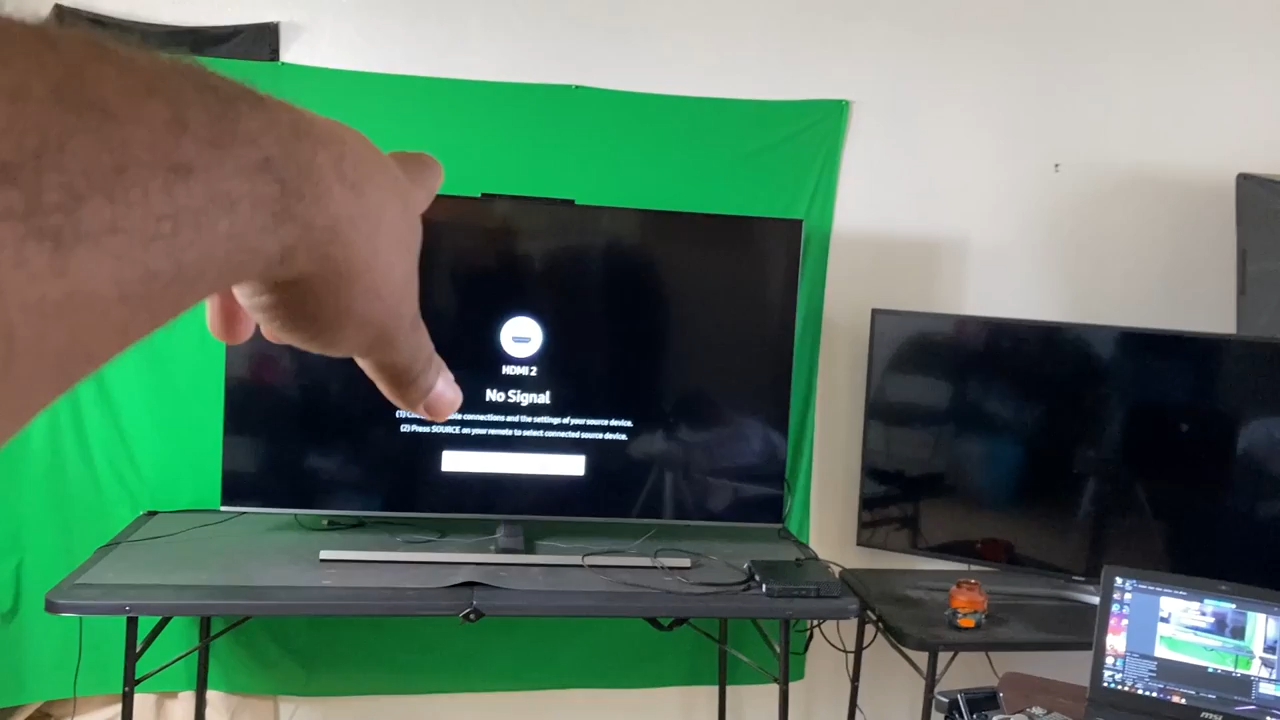 HDMI 2
No Signal
(1) connections and the settings of your source device.
(2) Press SOURCE on your remote to select connected source device.
msi